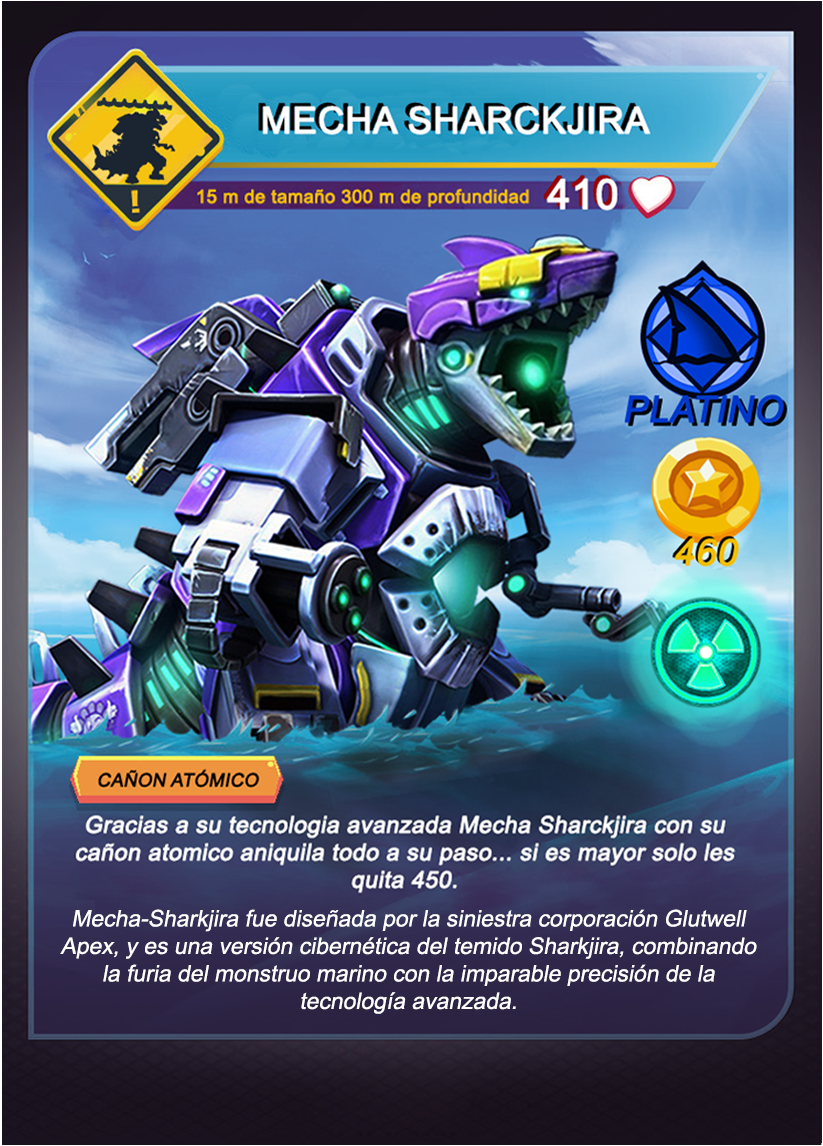 MECHA SHARCKJIRA
15 m de tamaño 300 m de profundidad 410
!
PLATINO
460
CAÑON ATÓMICO
Gracias a su tecnologia avanzada Mecha Sharckjira con su
cañon atomico aniquila todo a su paso... si es mayor solo les
quita 450.
Mecha-Sharkjira fue diseñada por la siniestra corporación Glutwell
Apex, y es una versión cibernética del temido Sharkjira, combinando
la furia del monstruo marino con la imparable precisión de la
tecnología avanzada.